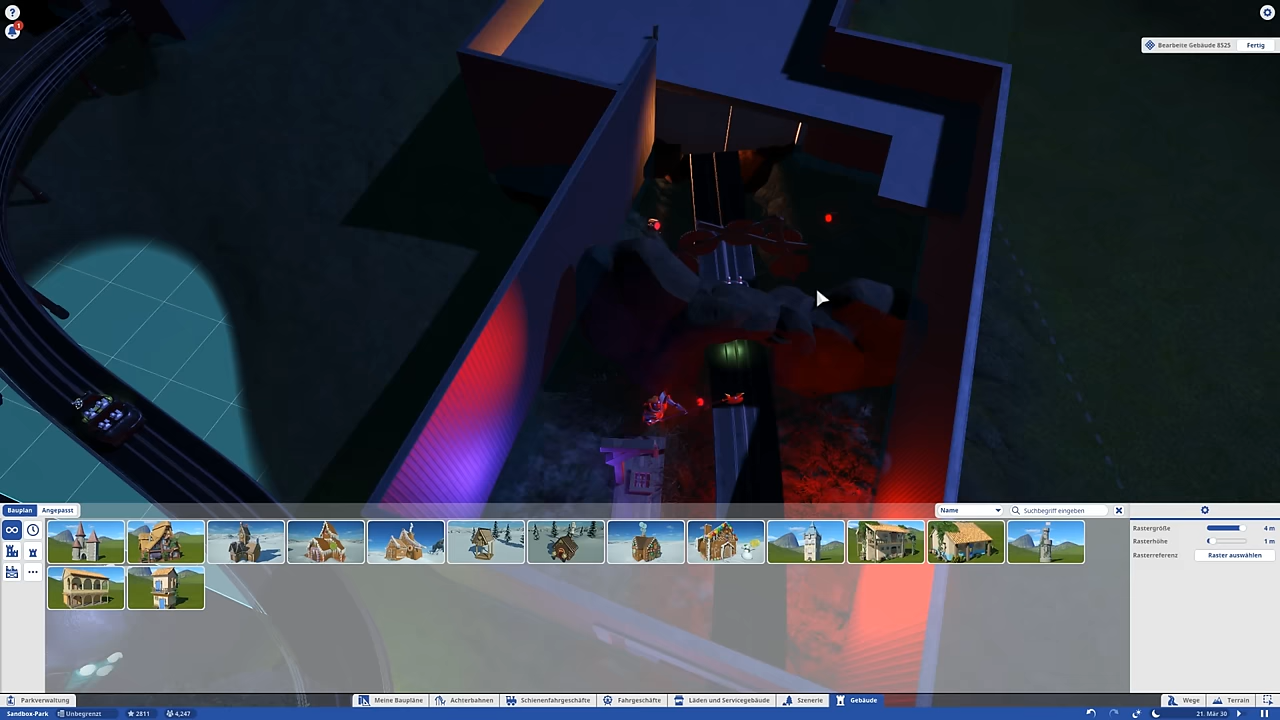 ?
1
Bearbeite Gebäude 8525
Fertig
Bauplan
Angepasst
Name
Suchbegriff eingeben
Rastergröße
4 m
Rasterhöhe
1 m
Rasterreferenz
Raster auswählen
Parkverwaltung
Meine Baupläne
Achterbahnen
Schienenfahrgeschäfte
Fahrgeschäfte
Läden und Servicegebäude
Szenerie
Gebäude
Wege
Terrain
Sandbox-Park
Unbegrenzt
2811
4,247
21. Mär 30